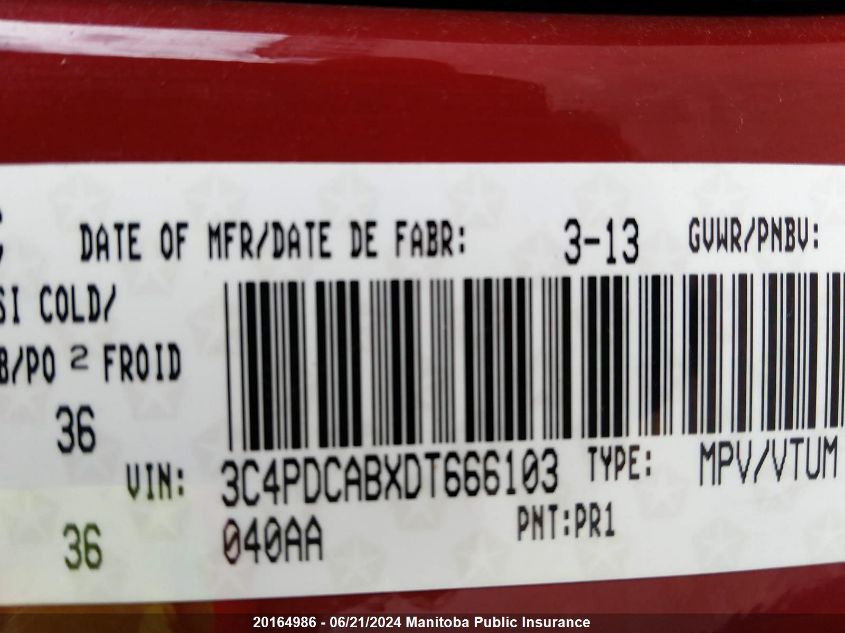 DATE OF MFR/DATE DE FABR: 3-13 GVWR/PNBV:
SI COLD/
B/PO 2 FROID
36
VIN: 3C4PDCABXDT666103 TYPE: MPV/VTUM
36 040AA PNT:PR1
20164986 - 06/21/2024 Manitoba Public Insurance